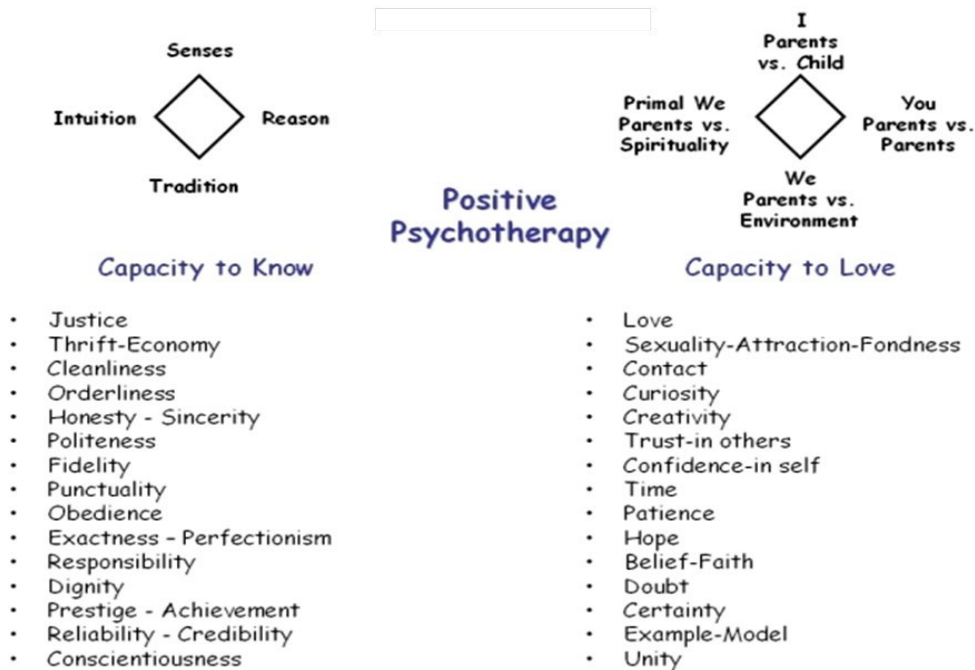 Senses
Intuition
Reason
Tradition
I
Parents
vs. Child
Primal We
Parents vs.
Spirituality
You
Parents vs.
Parents
We
Parents vs.
Environment
Positive
Psychotherapy
Capacity to Know
• Justice
• Thrift-Economy
• Cleanliness
• Orderliness
• Honesty - Sincerity
• Politeness
• Fidelity
• Punctuality
• Obedience
• Exactness – Perfectionism
• Responsibility
• Dignity
• Prestige - Achievement
• Reliability - Credibility
• Conscientiousness
Capacity to Love
• Love
• Sexuality-Attraction-Fondness
• Contact
• Curiosity
• Creativity
• Trust-in others
• Confidence-in self
• Time
• Patience
• Hope
• Belief-Faith
• Doubt
• Certainty
• Example-Model
• Unity